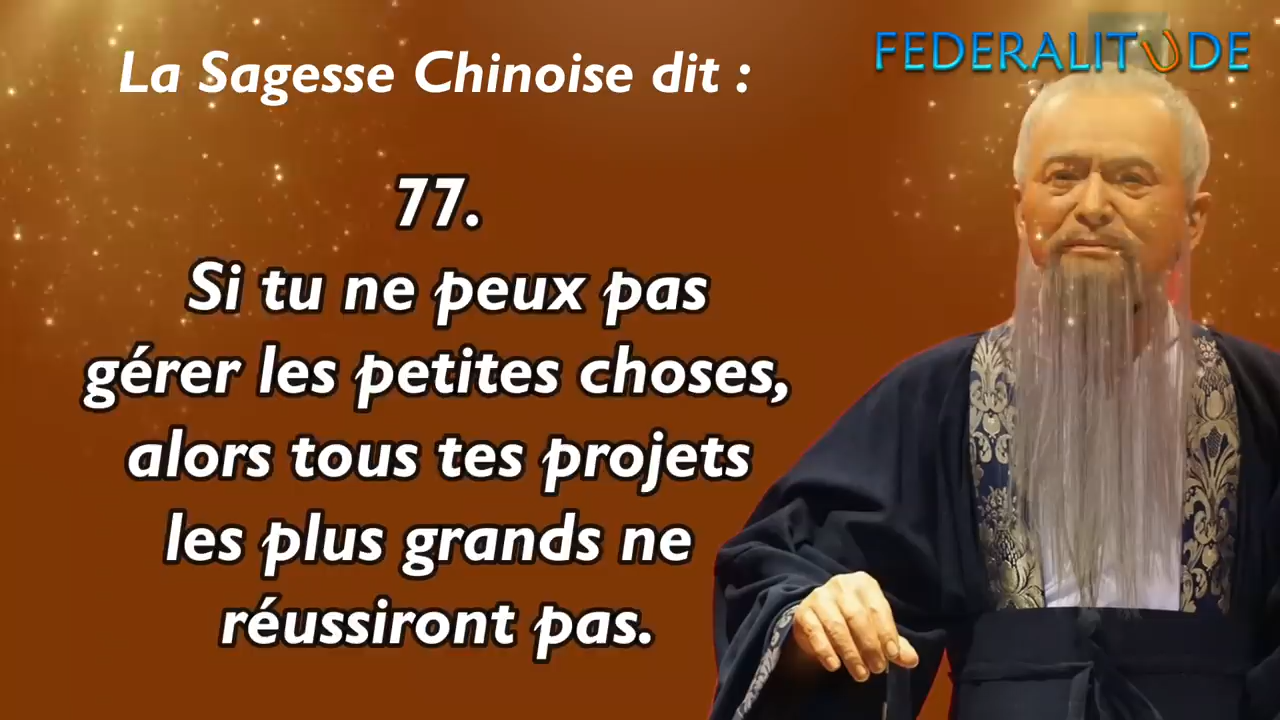 La Sagesse Chinoise dit :
FEDERALITUDE
77.
Si tu ne peux pas
gérer les petites choses,
alors tous tes projets
les plus grands ne
réussiront pas.